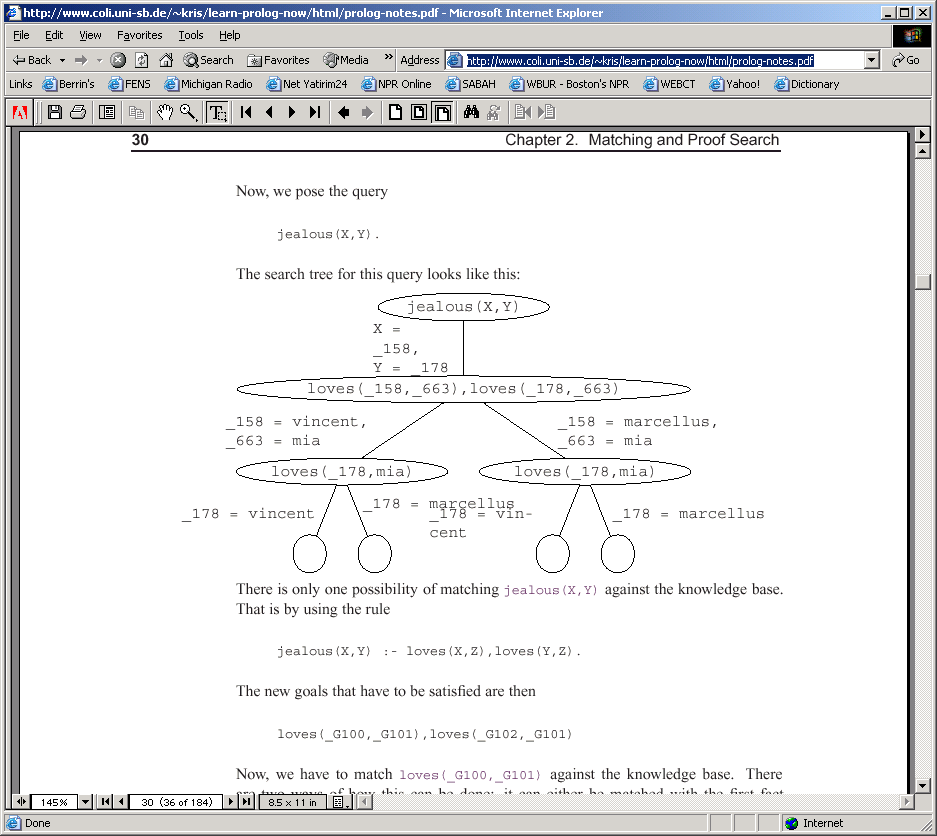 http://www.coli.uni-sb.de/~kris/learn-prolog-now/html/prolog-notes.pdf - Microsoft Internet Explorer
File Edit View Favorites Tools Help
Back Search Favorites Media » Address http://www.coli.uni-sb.de/~kris/learn-prolog-now/html/prolog-notes.pdf Go
Links Berrin's FENS Michigan Radio Net Yatirim24 NPR Online SABAH WBUR - Boston's NPR WEBCT Yahoo! Dictionary
30 Chapter 2. Matching and Proof Search
Now, we pose the query
jealous(X,Y).
The search tree for this query looks like this:
jealous(X,Y)
X =
_158,
Y = _178
loves(_158,_663),loves(_178,_663)
_158 = vincent,
_663 = mia
_158 = marcellus,
_663 = mia
loves(_178,mia)
loves(_178,mia)
_178 = vincent
_178 = marcellus
_178 = vin-
cent
_178 = marcellus
There is only one possibility of matching jealous(X,Y) against the knowledge base.
That is by using the rule
jealous(X,Y) :- loves(X,Z),loves(Y,Z).
The new goals that have to be satisfied are then
loves(_G100,_G101),loves(_G102,_G101)
Now, we have to match loves(_G100,_G101) against the knowledge base. There
are two ways of how this can be done: it can either be matched with the first fact
145% 30 (36 of 184) 8.5 x 11 in
Done Internet